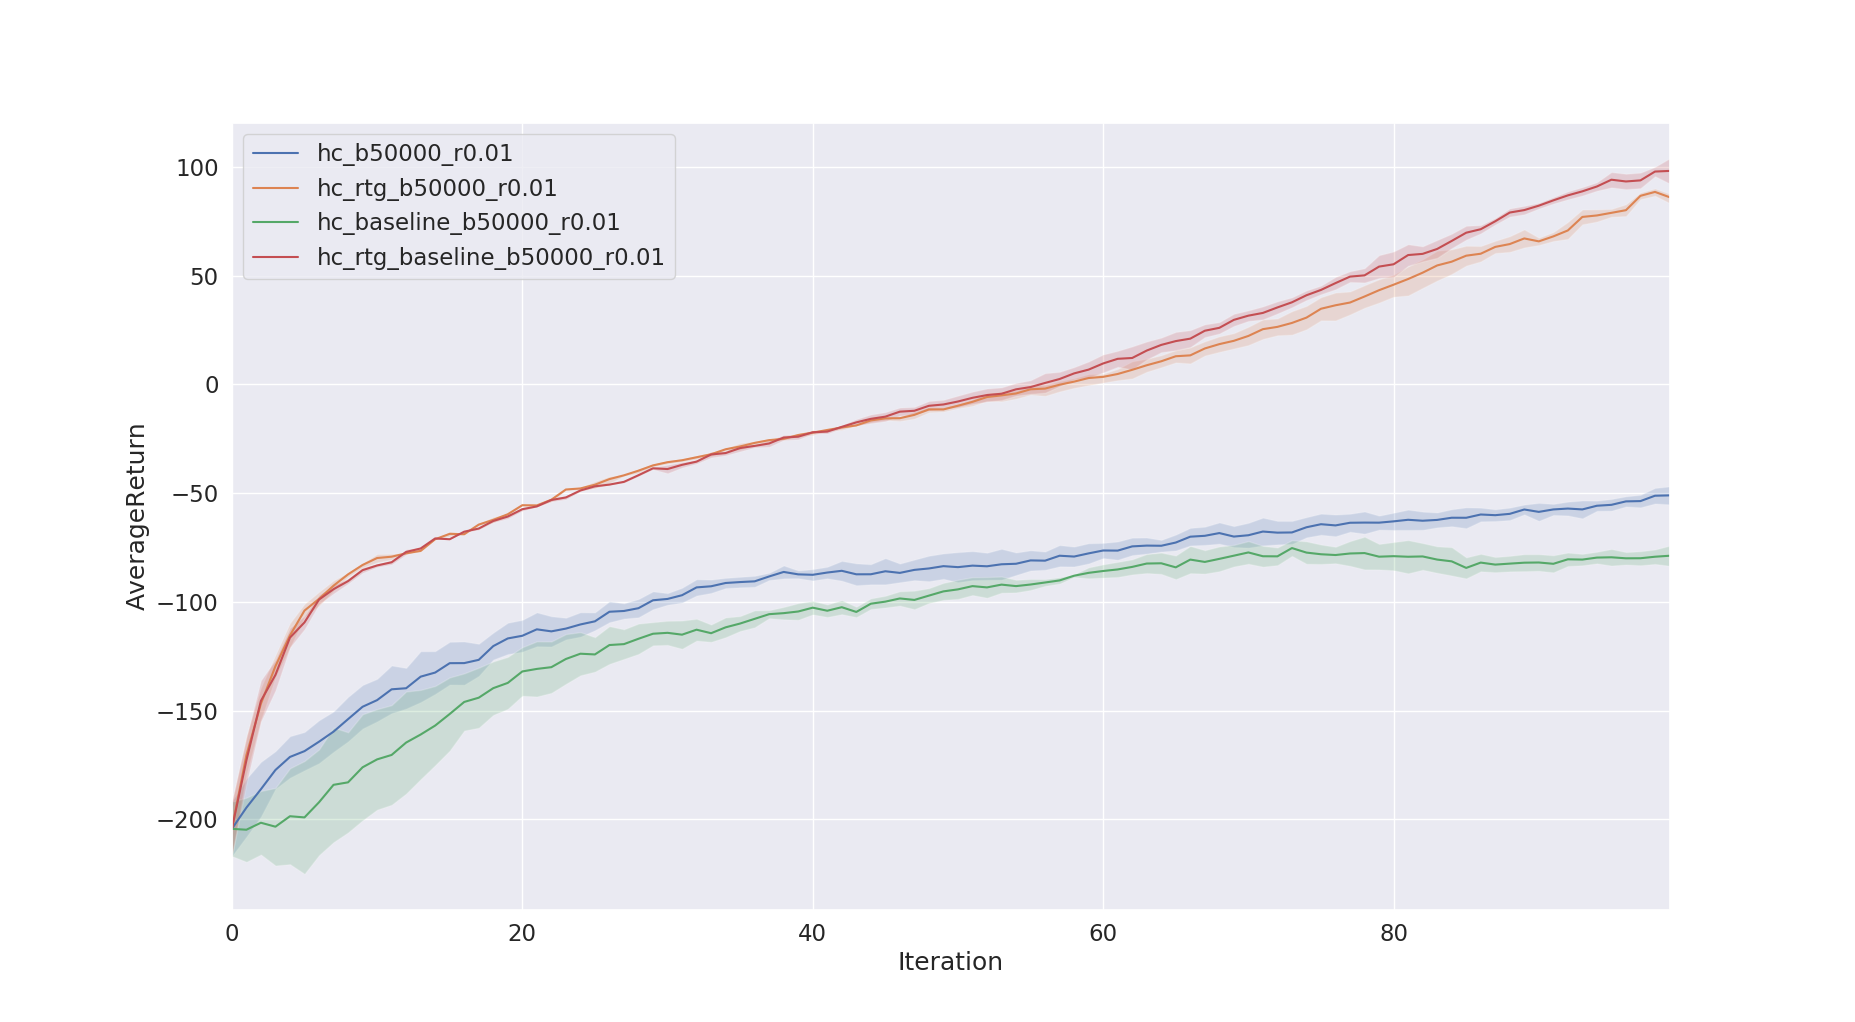 hc_b50000_r0.01
hc_rtg_b50000_r0.01
hc_baseline_b50000_r0.01
hc_rtg_baseline_b50000_r0.01
100
50
0
−50
−100
−150
−200
AverageReturn
0 20 40 60 80
Iteration